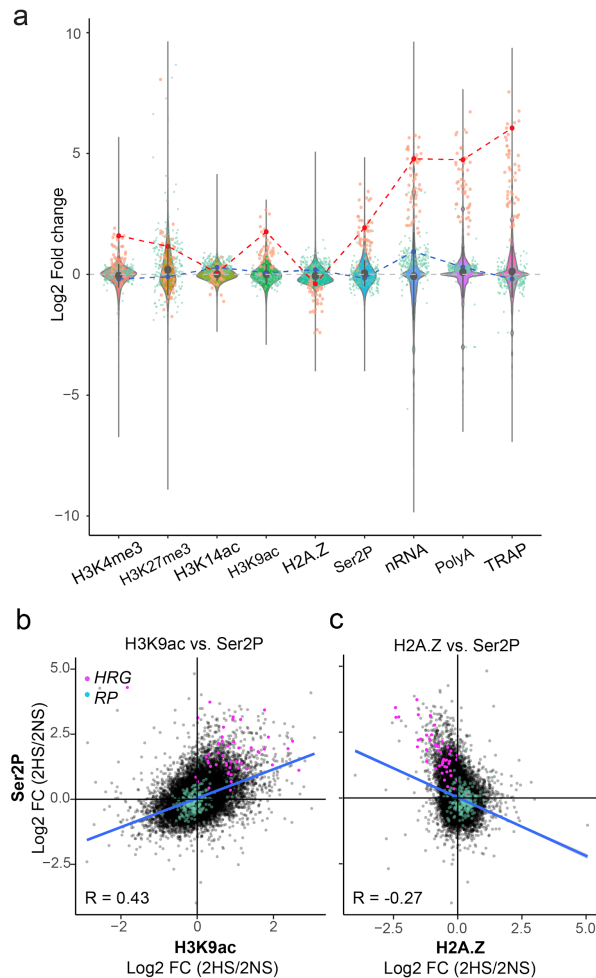 a
Log2 Fold change
10
5
0
−5
−10
H3K4me3
H3K27me3
H3K14ac
H3K9ac
H2A.Z
Ser2P
nRNA
PolyA
TRAP
b
H3K9ac vs. Ser2P
HRG
RP
Ser2P
Log2 FC (2HS/2NS)
5.0
2.5
0.0
−2.5
R = 0.43
−2
0
2
H3K9ac
Log2 FC (2HS/2NS)
c
H2A.Z vs. Ser2P
R = -0.27
−2.5
0.0
2.5
5.0
H2A.Z
Log2 FC (2HS/2NS)